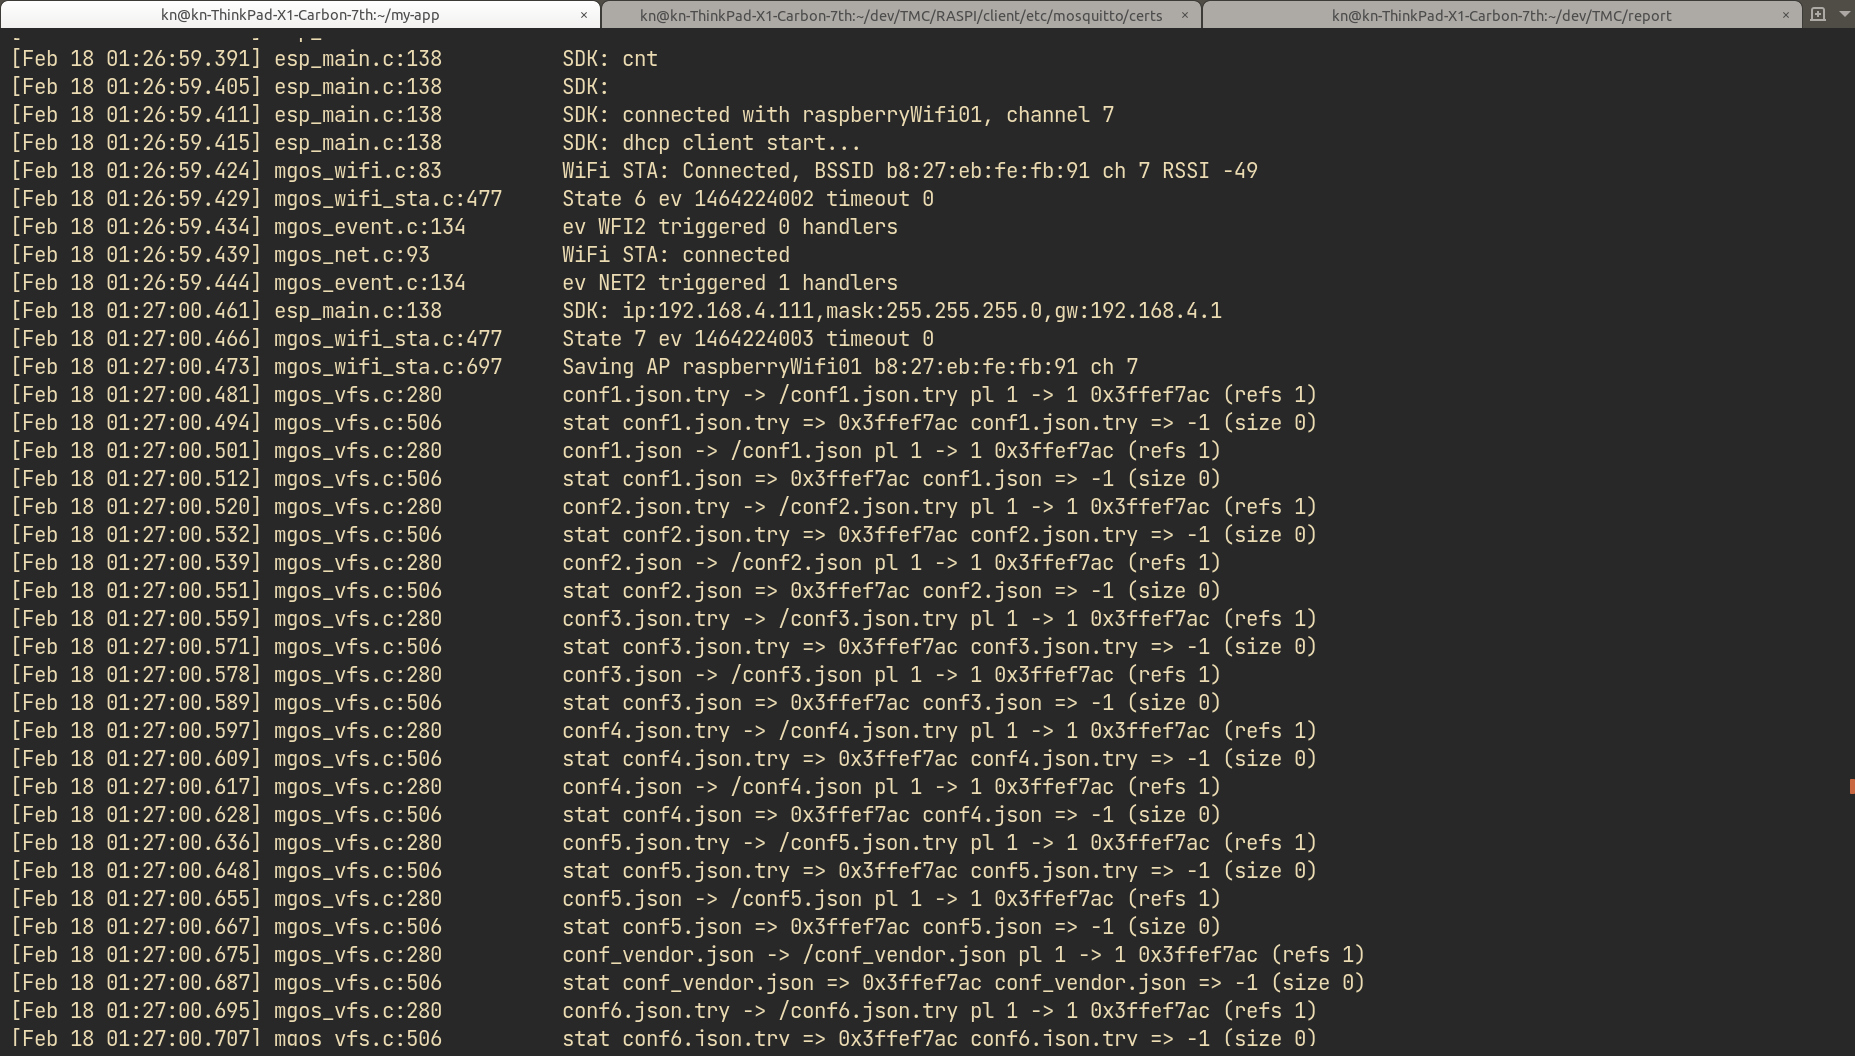 kn@kn-ThinkPad-X1-Carbon-7th:~/my-app × kn@kn-ThinkPad-X1-Carbon-7th:~/dev/TMC/RASPI/client/etc/mosquitto/certs × kn@kn-ThinkPad-X1-Carbon-7th:~/dev/TMC/report ×
[Feb 18 01:26:59.391] esp_main.c:138 SDK: cnt
[Feb 18 01:26:59.405] esp_main.c:138 SDK:
[Feb 18 01:26:59.411] esp_main.c:138 SDK: connected with raspberryWifi01, channel 7
[Feb 18 01:26:59.415] esp_main.c:138 SDK: dhcp client start...
[Feb 18 01:26:59.424] mgos_wifi.c:83 WiFi STA: Connected, BSSID b8:27:eb:fe:fb:91 ch 7 RSSI -49
[Feb 18 01:26:59.429] mgos_wifi_sta.c:477 State 6 ev 1464224002 timeout 0
[Feb 18 01:26:59.434] mgos_event.c:134 ev WFI2 triggered 0 handlers
[Feb 18 01:26:59.439] mgos_net.c:93 WiFi STA: connected
[Feb 18 01:26:59.444] mgos_event.c:134 ev NET2 triggered 1 handlers
[Feb 18 01:27:00.461] esp_main.c:138 SDK: ip:192.168.4.111,mask:255.255.255.0,gw:192.168.4.1
[Feb 18 01:27:00.466] mgos_wifi_sta.c:477 State 7 ev 1464224003 timeout 0
[Feb 18 01:27:00.473] mgos_wifi_sta.c:697 Saving AP raspberryWifi01 b8:27:eb:fe:fb:91 ch 7
[Feb 18 01:27:00.481] mgos_vfs.c:280 conf1.json.try -> /conf1.json.try pl 1 -> 1 0x3ffef7ac (refs 1)
[Feb 18 01:27:00.494] mgos_vfs.c:506 stat conf1.json.try => 0x3ffef7ac conf1.json.try => -1 (size 0)
[Feb 18 01:27:00.501] mgos_vfs.c:280 conf1.json -> /conf1.json pl 1 -> 1 0x3ffef7ac (refs 1)
[Feb 18 01:27:00.512] mgos_vfs.c:506 stat conf1.json => 0x3ffef7ac conf1.json => -1 (size 0)
[Feb 18 01:27:00.520] mgos_vfs.c:280 conf2.json.try -> /conf2.json.try pl 1 -> 1 0x3ffef7ac (refs 1)
[Feb 18 01:27:00.532] mgos_vfs.c:506 stat conf2.json.try => 0x3ffef7ac conf2.json.try => -1 (size 0)
[Feb 18 01:27:00.539] mgos_vfs.c:280 conf2.json -> /conf2.json pl 1 -> 1 0x3ffef7ac (refs 1)
[Feb 18 01:27:00.551] mgos_vfs.c:506 stat conf2.json => 0x3ffef7ac conf2.json => -1 (size 0)
[Feb 18 01:27:00.559] mgos_vfs.c:280 conf3.json.try -> /conf3.json.try pl 1 -> 1 0x3ffef7ac (refs 1)
[Feb 18 01:27:00.571] mgos_vfs.c:506 stat conf3.json.try => 0x3ffef7ac conf3.json.try => -1 (size 0)
[Feb 18 01:27:00.578] mgos_vfs.c:280 conf3.json -> /conf3.json pl 1 -> 1 0x3ffef7ac (refs 1)
[Feb 18 01:27:00.589] mgos_vfs.c:506 stat conf3.json => 0x3ffef7ac conf3.json => -1 (size 0)
[Feb 18 01:27:00.597] mgos_vfs.c:280 conf4.json.try -> /conf4.json.try pl 1 -> 1 0x3ffef7ac (refs 1)
[Feb 18 01:27:00.609] mgos_vfs.c:506 stat conf4.json.try => 0x3ffef7ac conf4.json.try => -1 (size 0)
[Feb 18 01:27:00.617] mgos_vfs.c:280 conf4.json -> /conf4.json pl 1 -> 1 0x3ffef7ac (refs 1)
[Feb 18 01:27:00.628] mgos_vfs.c:506 stat conf4.json => 0x3ffef7ac conf4.json => -1 (size 0)
[Feb 18 01:27:00.636] mgos_vfs.c:280 conf5.json.try -> /conf5.json.try pl 1 -> 1 0x3ffef7ac (refs 1)
[Feb 18 01:27:00.648] mgos_vfs.c:506 stat conf5.json.try => 0x3ffef7ac conf5.json.try => -1 (size 0)
[Feb 18 01:27:00.655] mgos_vfs.c:280 conf5.json -> /conf5.json pl 1 -> 1 0x3ffef7ac (refs 1)
[Feb 18 01:27:00.667] mgos_vfs.c:506 stat conf5.json => 0x3ffef7ac conf5.json => -1 (size 0)
[Feb 18 01:27:00.675] mgos_vfs.c:280 conf_vendor.json -> /conf_vendor.json pl 1 -> 1 0x3ffef7ac (refs 1)
[Feb 18 01:27:00.687] mgos_vfs.c:506 stat conf_vendor.json => 0x3ffef7ac conf_vendor.json => -1 (size 0)
[Feb 18 01:27:00.695] mgos_vfs.c:280 conf6.json.try -> /conf6.json.try pl 1 -> 1 0x3ffef7ac (refs 1)
[Feb 18 01:27:00.707] mgos_vfs.c:506 stat conf6.json.try => 0x3ffef7ac conf6.json.try => -1 (size 0)